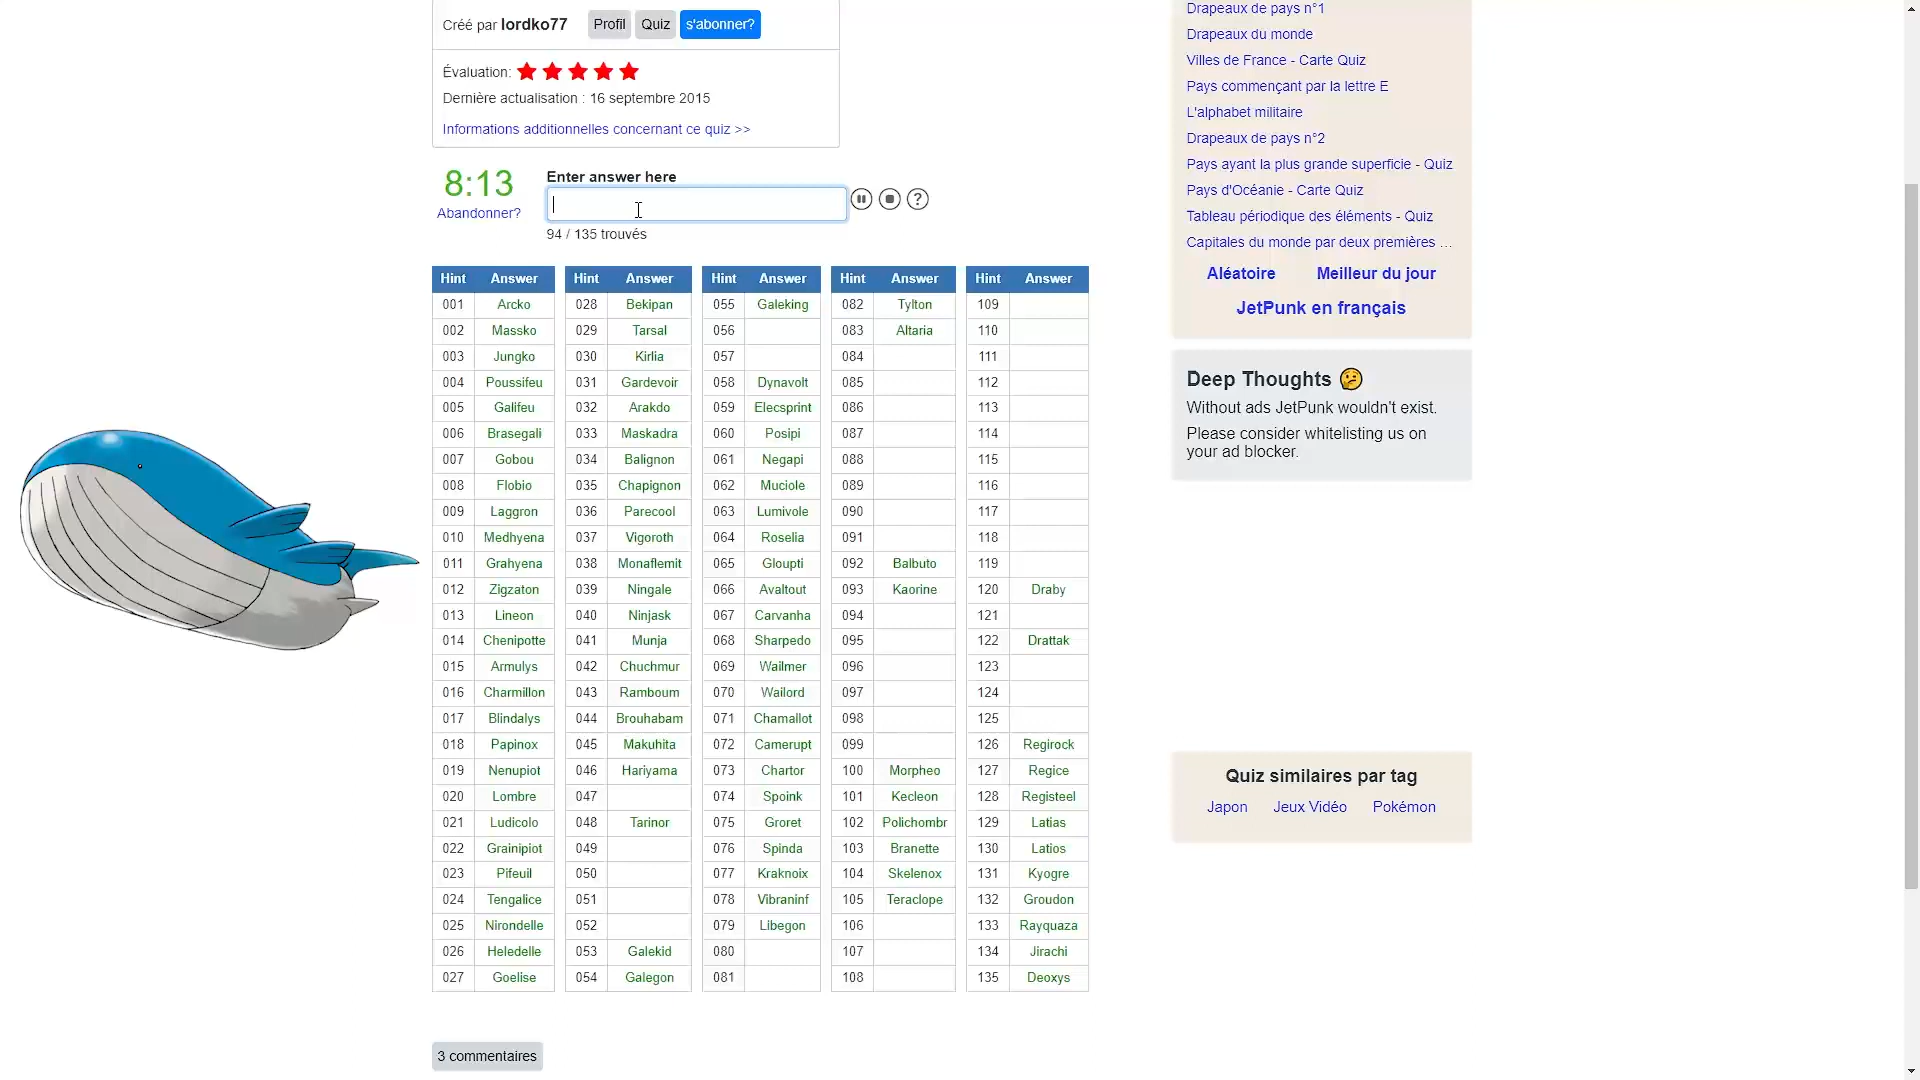 Créé par lordko77 Profil Quiz s'abonner?
Évaluation:
Dernière actualisation : 16 septembre 2015
Informations additionnelles concernant ce quiz >>
8:13
Abandonner?
Enter answer here
94 / 135 trouvés
Hint Answer Hint Answer Hint Answer Hint Answer Hint Answer
001 Arcko 028 Bekipan 055 Galeking 082 Tylton 109
002 Massko 029 Tarsal 056 083 Altaria 110
003 Jungko 030 Kirlia 057 084 111
004 Poussifeu 031 Gardevoir 058 Dynavolt 085 112
005 Galifeu 032 Arakdo 059 Elecsprint 086 113
006 Brasegali 033 Maskadra 060 Posipi 087 114
007 Gobou 034 Balignon 061 Negapi 088 115
008 Flobio 035 Chapignon 062 Muciole 089 116
009 Laggron 036 Parecool 063 Lumivole 090 117
010 Medhyena 037 Vigoroth 064 Roselia 091 118
011 Grahyena 038 Monaflemit 065 Gloupti 092 Balbuto 119
012 Zigzaton 039 Ningale 066 Avaltout 093 Kaorine 120 Draby
013 Lineon 040 Ninjask 067 Carvanha 094 121
014 Chenipotte 041 Munja 068 Sharpedo 095 122 Drattak
015 Armulys 042 Chuchmur 069 Wailmer 096 123
016 Charmillon 043 Ramboum 070 Wailord 097 124
017 Blindalys 044 Brouhabam 071 Chamallot 098 125
018 Papinox 045 Makuhita 072 Camerupt 099 126 Regirock
019 Nenupiot 046 Hariyama 073 Chartor 100 Morpheo 127 Regice
020 Lombre 047 074 Spoink 101 Kecleon 128 Registeel
021 Ludicolo 048 Tarinor 075 Groret 102 Polichombr 129 Latias
022 Grainipiot 049 076 Spinda 103 Branette 130 Latios
023 Pifeuil 050 077 Kraknoix 104 Skelenox 131 Kyogre
024 Tengalice 051 078 Vibraninf 105 Teraclope 132 Groudon
025 Nirondelle 052 079 Libegon 106 133 Rayquaza
026 Heledelle 053 Galekid 080 107 134 Jirachi
027 Goelise 054 Galegon 081 108 135 Deoxys
3 commentaires
Drapeaux de pays n°1
Drapeaux du monde
Villes de France - Carte Quiz
Pays commençant par la lettre E
L'alphabet militaire
Drapeaux de pays n°2
Pays ayant la plus grande superficie - Quiz
Pays d'Océanie - Carte Quiz
Tableau périodique des éléments - Quiz
Capitales du monde par deux premières ...
Aléatoire Meilleur du jour
JetPunk en français
Deep Thoughts
Without ads JetPunk wouldn't exist.
Please consider whitelisting us on
your ad blocker.
Quiz similaires par tag
Japon Jeux Vidéo Pokémon